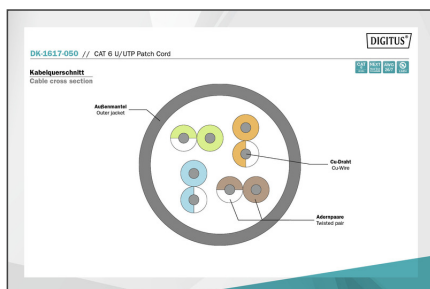 DIGITUS®
DK-1617-050 // CAT 6 U/UTP Patch Cord
Kabelquerschnitt
Cable cross section
Außenmantel
Outer jacket
Cu-Draht
Cu-Wire
Adernpaare
Twisted pair